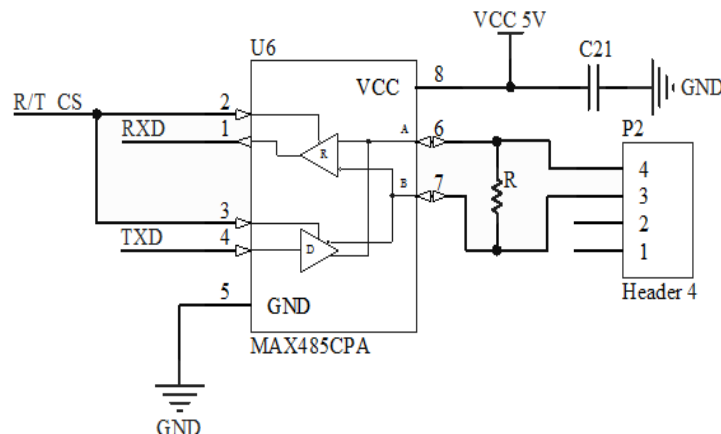 VCC 5V
U6
C21
VCC
8
GND
R/T CS
2
RXD
1
R
A
6
P2
4
B
7
R
3
3
2
TXD
4
D
1
5
GND
Header 4
MAX485CPA
GND